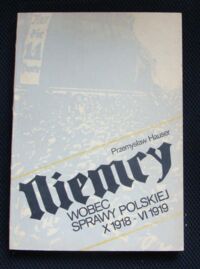 Przemysław Hauser
Niemcy
WOBEC
SPRAWY POLSKIEJ
X 1918 - VI 1919